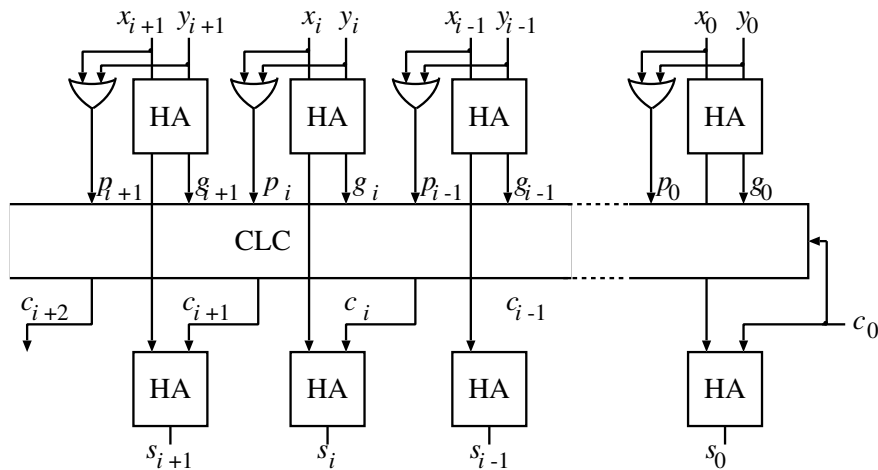 x_{i+1} y_{i+1} x_i y_i x_{i-1} y_{i-1} x_0 y_0
HA HA HA HA
p_{i+1} g_{i+1} p_i g_i p_{i-1} g_{i-1} p_0 g_0
CLC
c_{i+2} c_{i+1} c_i c_{i-1} c_0
HA HA HA HA
s_{i+1} s_i s_{i-1} s_0